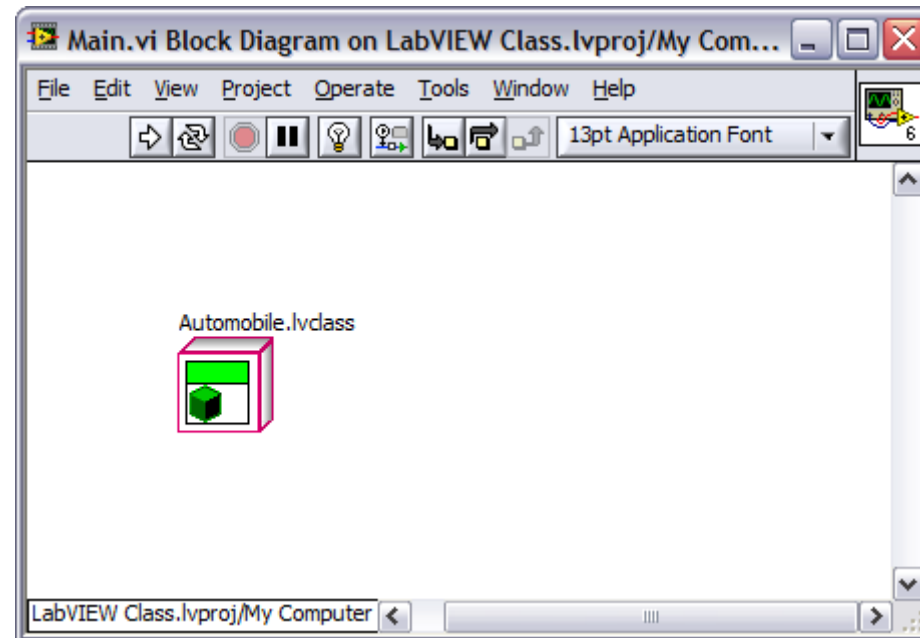 Main.vi Block Diagram on LabVIEW Class.lvproj/My Com...
File Edit View Project Operate Tools Window Help
13pt Application Font
6
Automobile.lvclass
LabVIEW Class.lvproj/My Computer